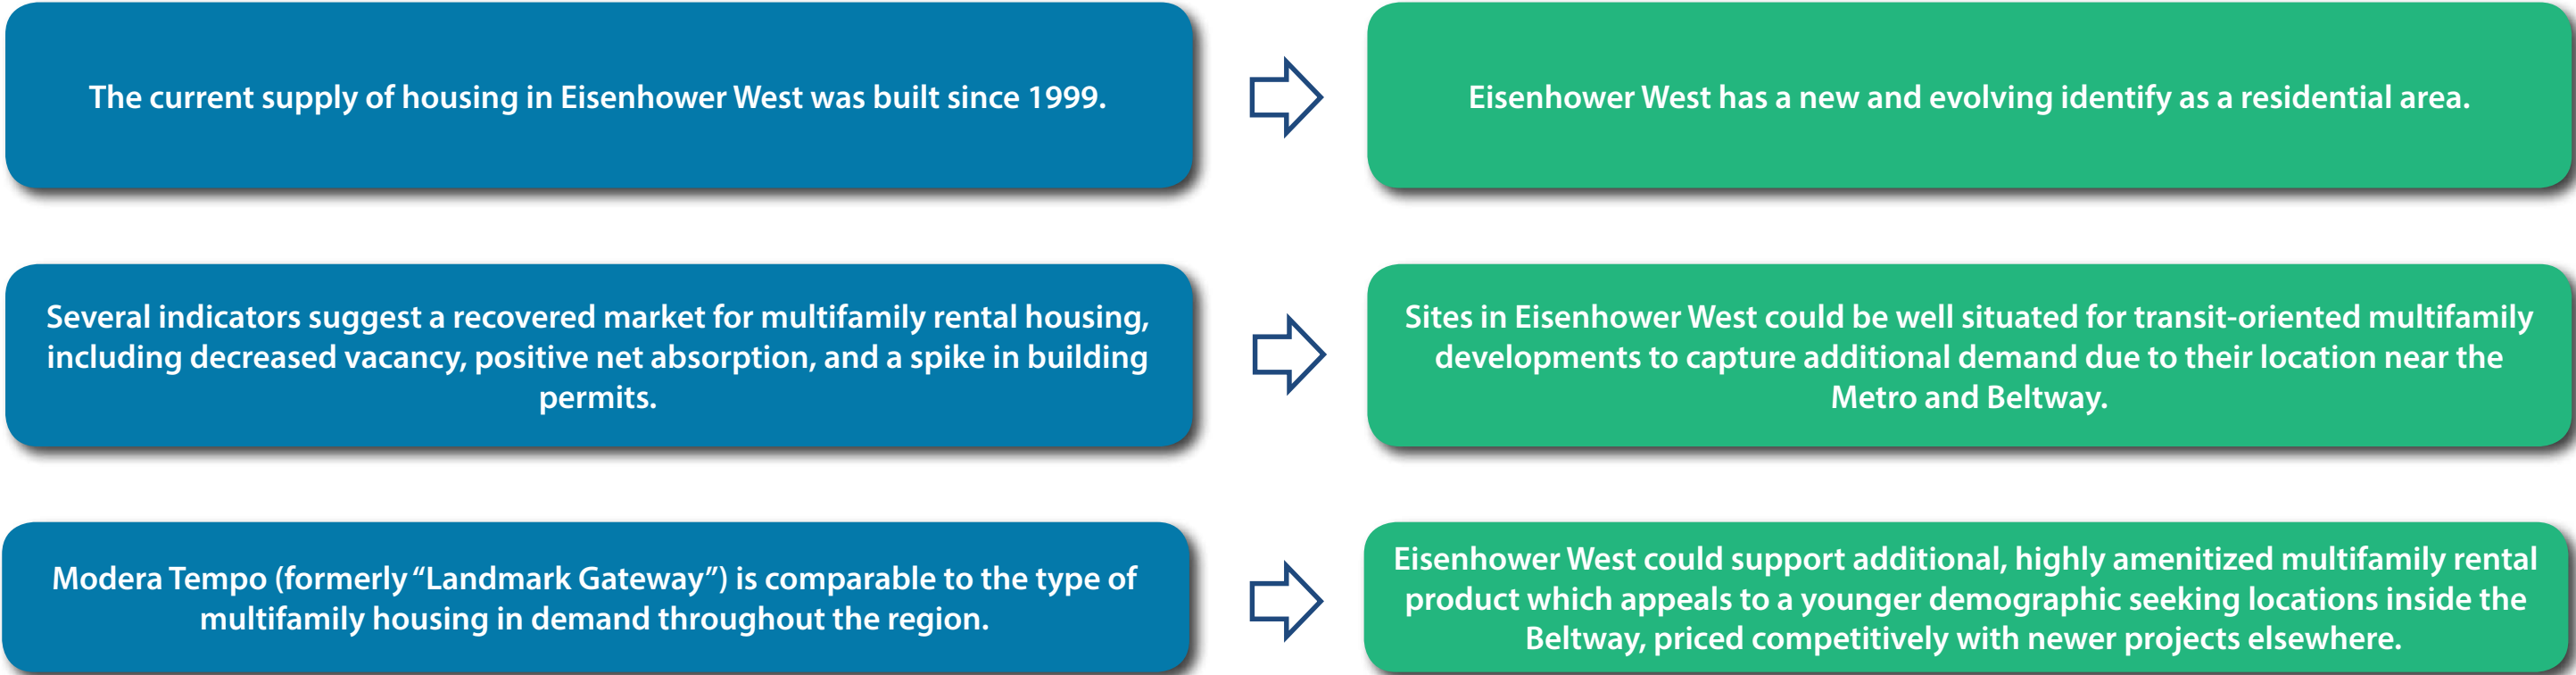 The current supply of housing in Eisenhower West was built since 1999.
Eisenhower West has a new and evolving identify as a residential area.
Several indicators suggest a recovered market for multifamily rental housing,
including decreased vacancy, positive net absorption, and a spike in building
permits.
Sites in Eisenhower West could be well situated for transit-oriented multifamily
developments to capture additional demand due to their location near the
Metro and Beltway.
Modera Tempo (formerly “Landmark Gateway”) is comparable to the type of
multifamily housing in demand throughout the region.
Eisenhower West could support additional, highly amenitized multifamily rental
product which appeals to a younger demographic seeking locations inside the
Beltway, priced competitively with newer projects elsewhere.